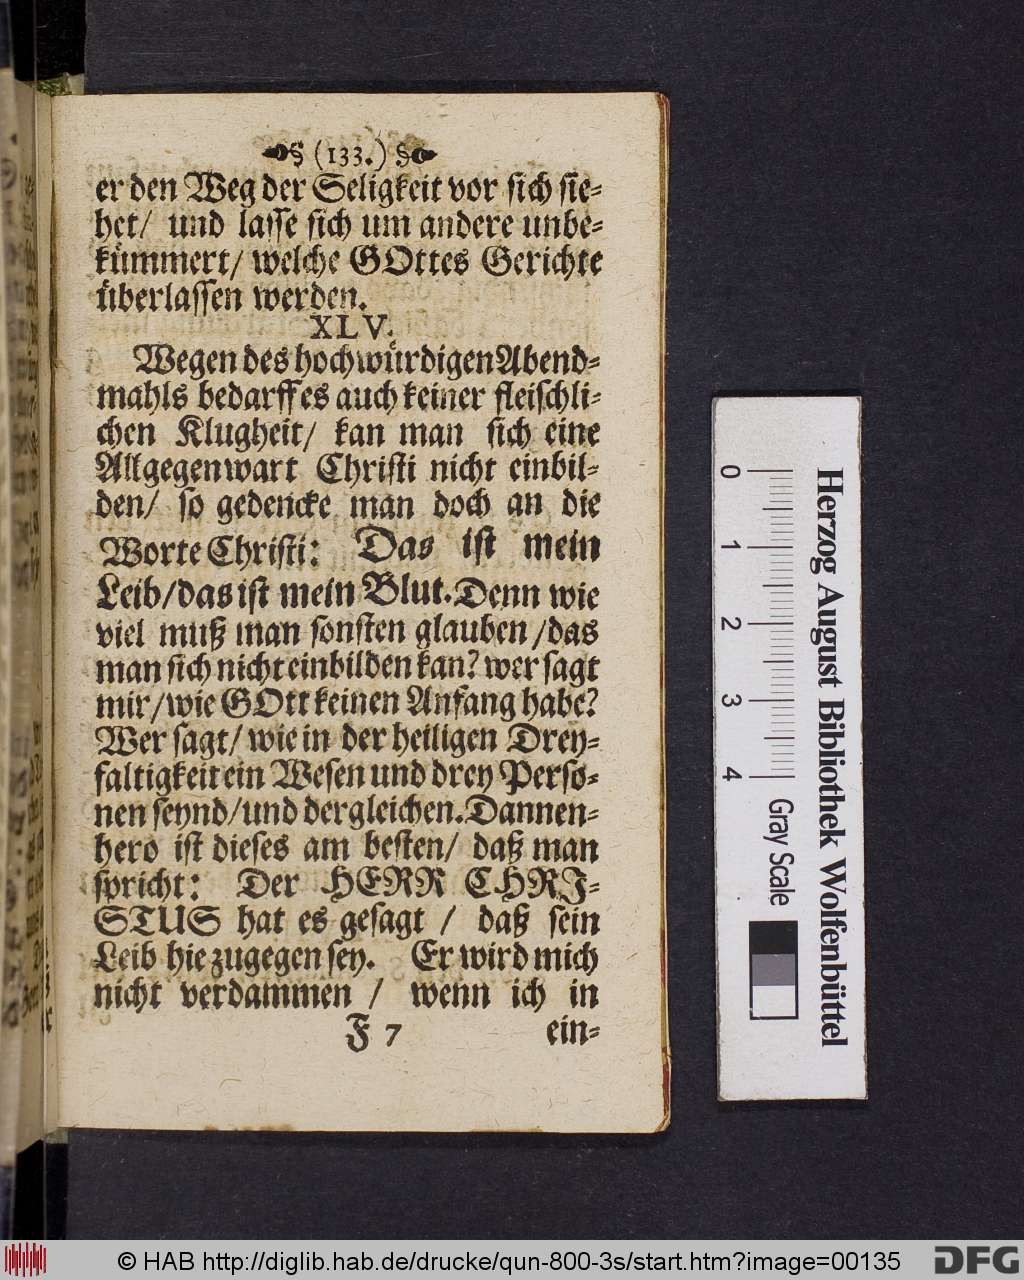 (133.)
er den Weg der Seligkeit vor sich sie-
het/ und lasse sich um andere unbe-
kümmert/ welche GOttes Gerichte
überlassen werden.
XLV.
Wegen des hochwürdigen Abend-
mahls bedarff es auch keiner fleischli-
chen Klugheit/ kan man sich eine
Allgegenwart Christi nicht einbil-
den/ so gedencke man doch an die
Worte Christi: Das ist mein
Leib/das ist mein Blut. Denn wie
viel muß man sonsten glauben /das
man sich nicht einbilden kan? wer sagt
mir/wie GOtt keinen Anfang habe?
Wer sagt/ wie in der heiligen Drey-
faltigkeit ein Wesen und drey Perso-
nen seynd/und dergleichen. Dannen-
hero ist dieses am besten/ daß man
spricht: Der HERR CHRI-
STUS hat es gesagt / daß sein
Leib hie zugegen sey. Er wird mich
nicht verdammen / wenn ich in
F 7 ein-
0 1 2 3 4
Gray Scale
Herzog August Bibliothek Wolfenbüttel
© HAB http://diglib.hab.de/drucke/qun-800-3s/start.htm?image=00135
DFG